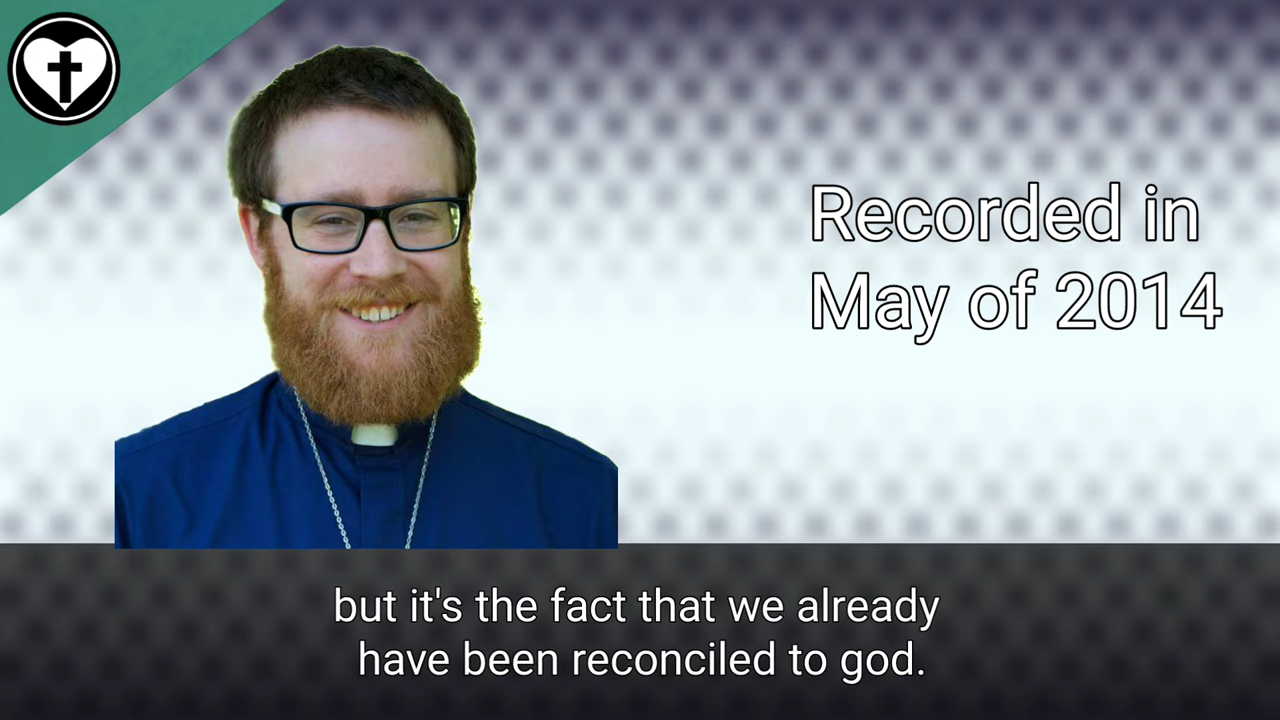 Recorded in
May of 2014
but it's the fact that we already
have been reconciled to god.